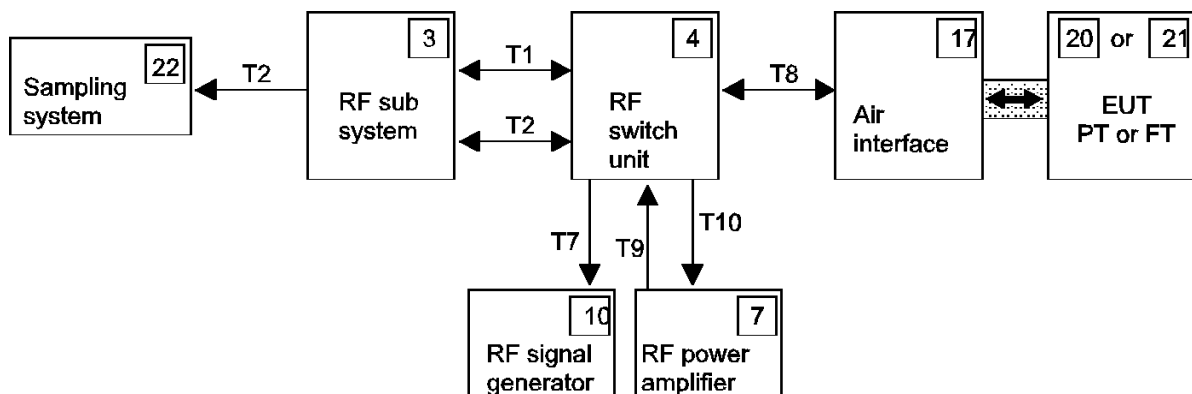 22
Sampling
system
T2
3
RF sub
system
T1
T2
4
RF
switch
unit
T8
17
Air
interface
20 or 21
EUT
PT or FT
T7
T9
T10
10
RF signal
generator
7
RF power
amplifier